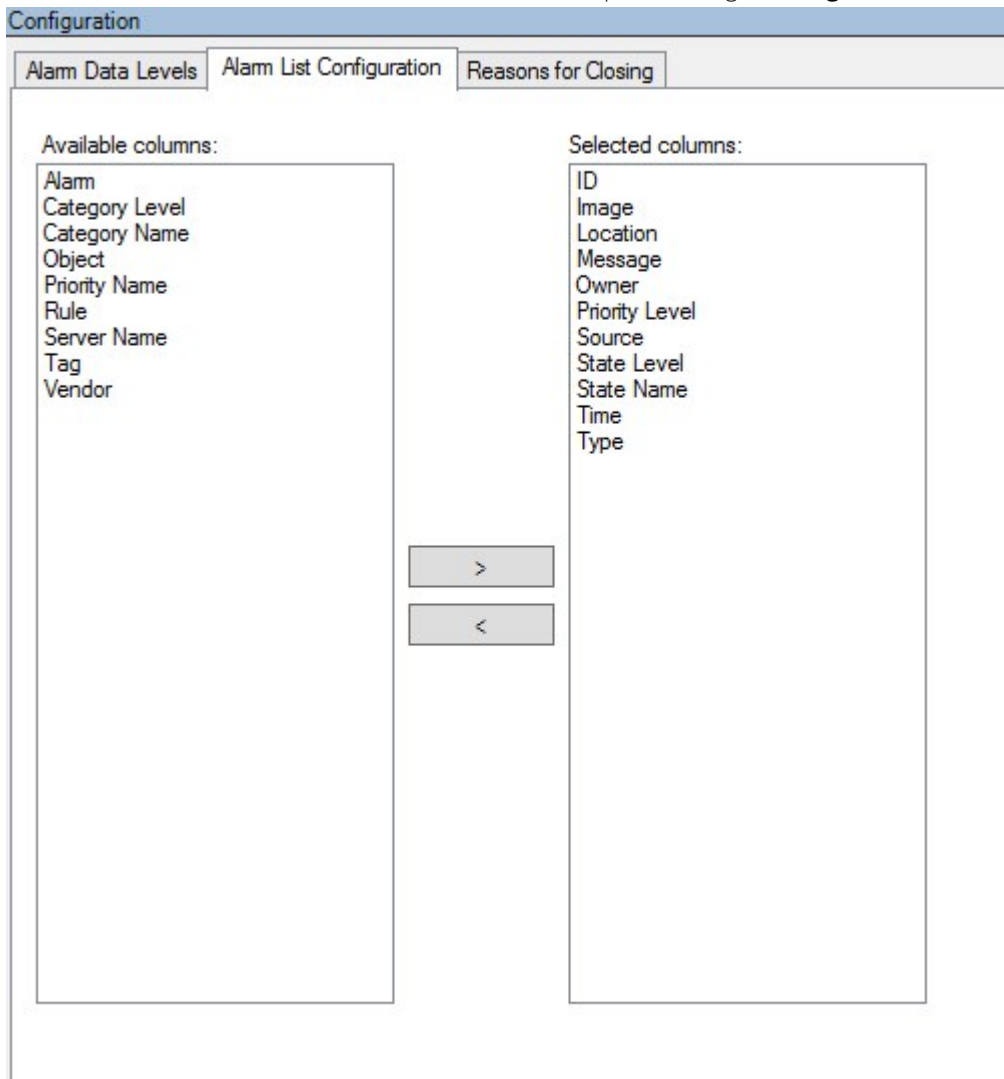 Configuration
Alarm Data Levels
Alarm List Configuration
Reasons for Closing
Available columns:
Alarm
Category Level
Category Name
Object
Priority Name
Rule
Server Name
Tag
Vendor
>
<
Selected columns:
ID
Image
Location
Message
Owner
Priority Level
Source
State Level
State Name
Time
Type